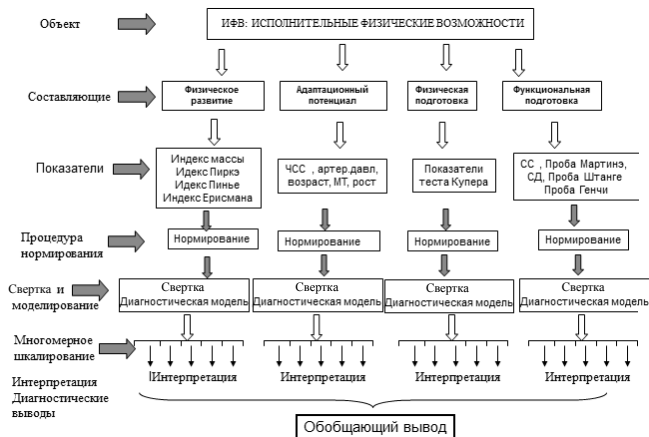 Объект
ИФВ: ИСПОЛНИТЕЛЬНЫЕ ФИЗИЧЕСКИЕ ВОЗМОЖНОСТИ
Составляющие
Физическое
развитие
Адаптационный
потенциал
Физическая
подготовка
Функциональная
подготовка
Показатели
Индекс массы
Идекс Пиркэ
Идекс Пинье
Индекс Ерисмана
ЧСС , артер.давл,
возраст, МТ, рост
Показатели
теста Купера
СС , Проба Мартинэ,
СД, Проба Штанге
Проба Генчи
Процедура
нормирования
Нормирование
Нормирование
Нормирование
Нормирование
Свертка и
моделирование
Свертка
Диагностическая модель
Свертка
Диагностическая модель
Свертка
Диагностическая модель
Свертка
Диагностическая модель
Многомерное
шкалирование
Интерпретация
Диагностические
выводы
Интерпретация
Интерпретация
Интерпретация
Интерпретация
Обобщающий вывод